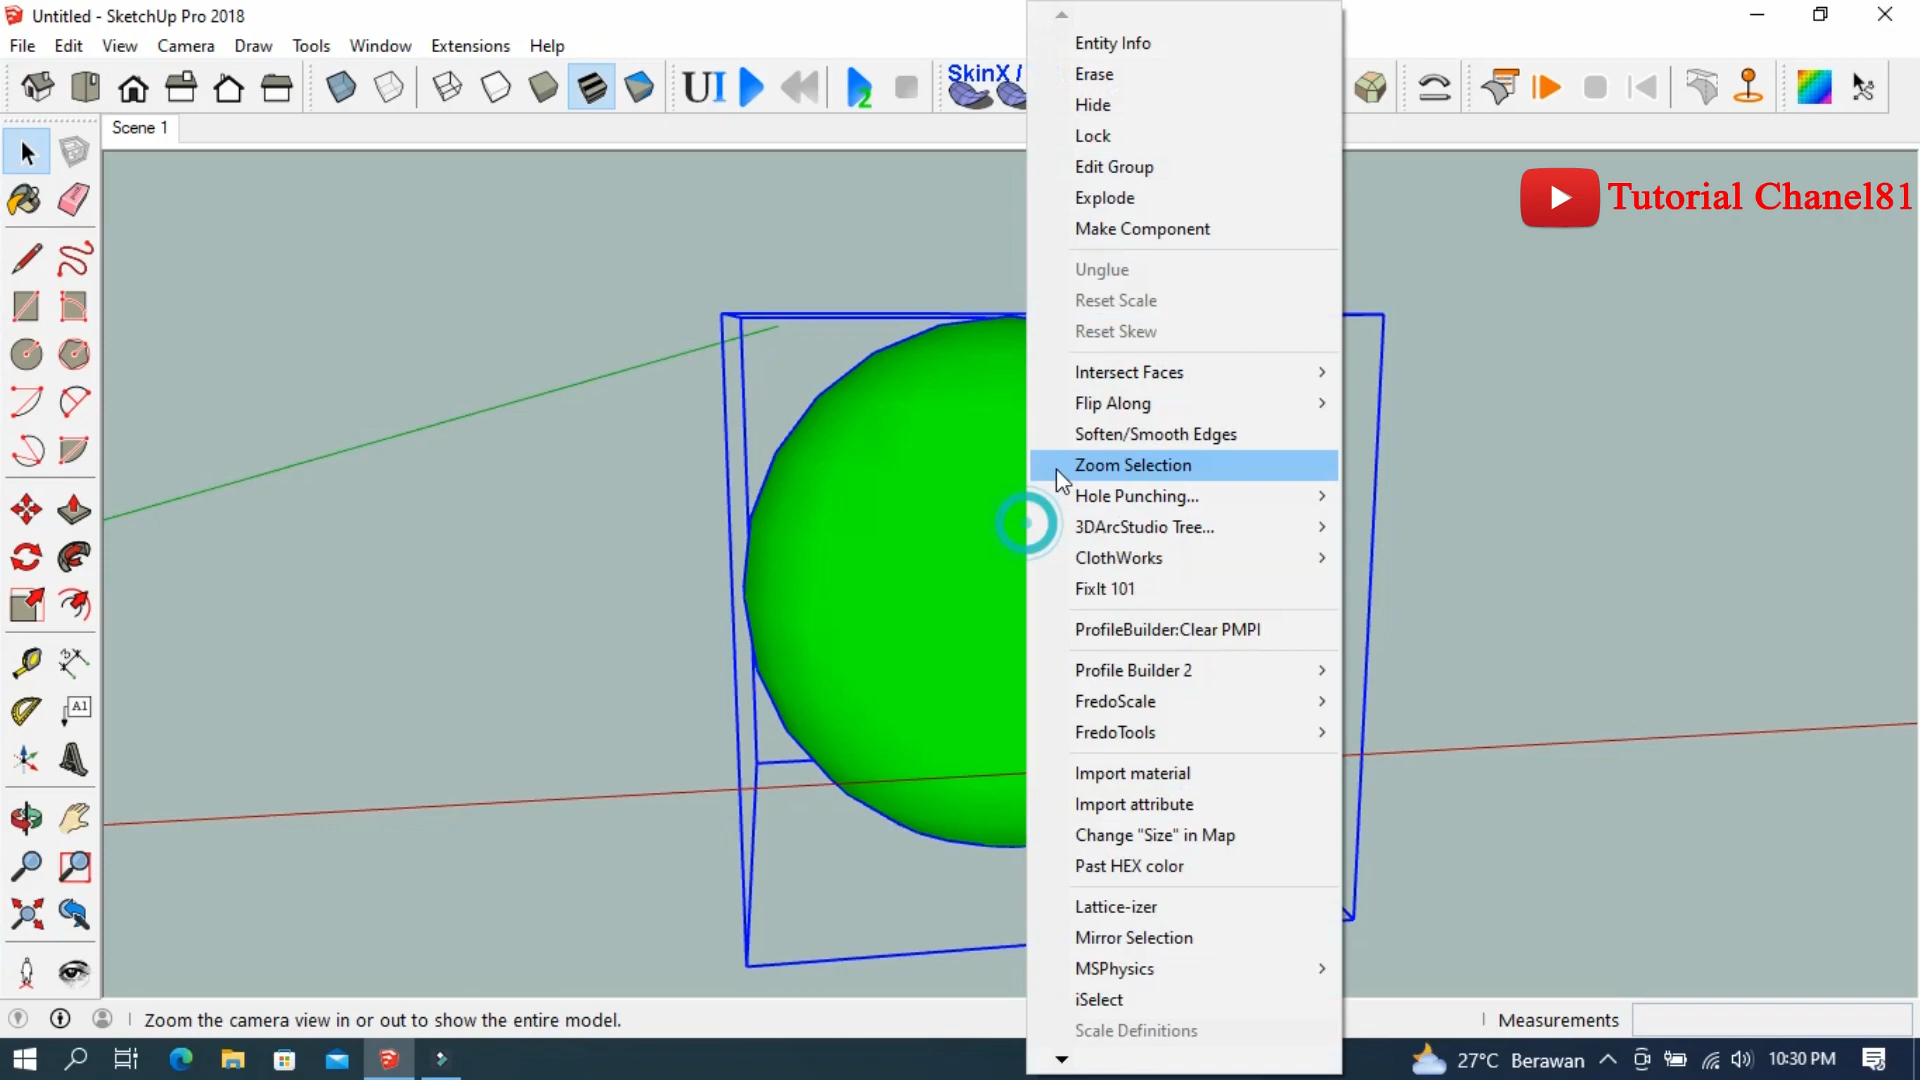 Untitled - SketchUp Pro 2018
File Edit View Camera Draw Tools Window Extensions Help
UI
2
SkinX /
Scene 1
Tutorial Chanel81
Entity Info
Erase
Hide
Lock
Edit Group
Explode
Make Component
Unglue
Reset Scale
Reset Skew
Intersect Faces
Flip Along
Soften/Smooth Edges
Zoom Selection
Hole Punching...
3DArcStudio Tree...
ClothWorks
FixIt 101
ProfileBuilder:Clear PMPI
Profile Builder 2
FredoScale
FredoTools
Import material
Import attribute
Change "Size" in Map
Past HEX color
Lattice-izer
Mirror Selection
MSPhysics
iSelect
Scale Definitions
A1
Zoom the camera view in or out to show the entire model.
Measurements
27°C Berawan
10:30 PM